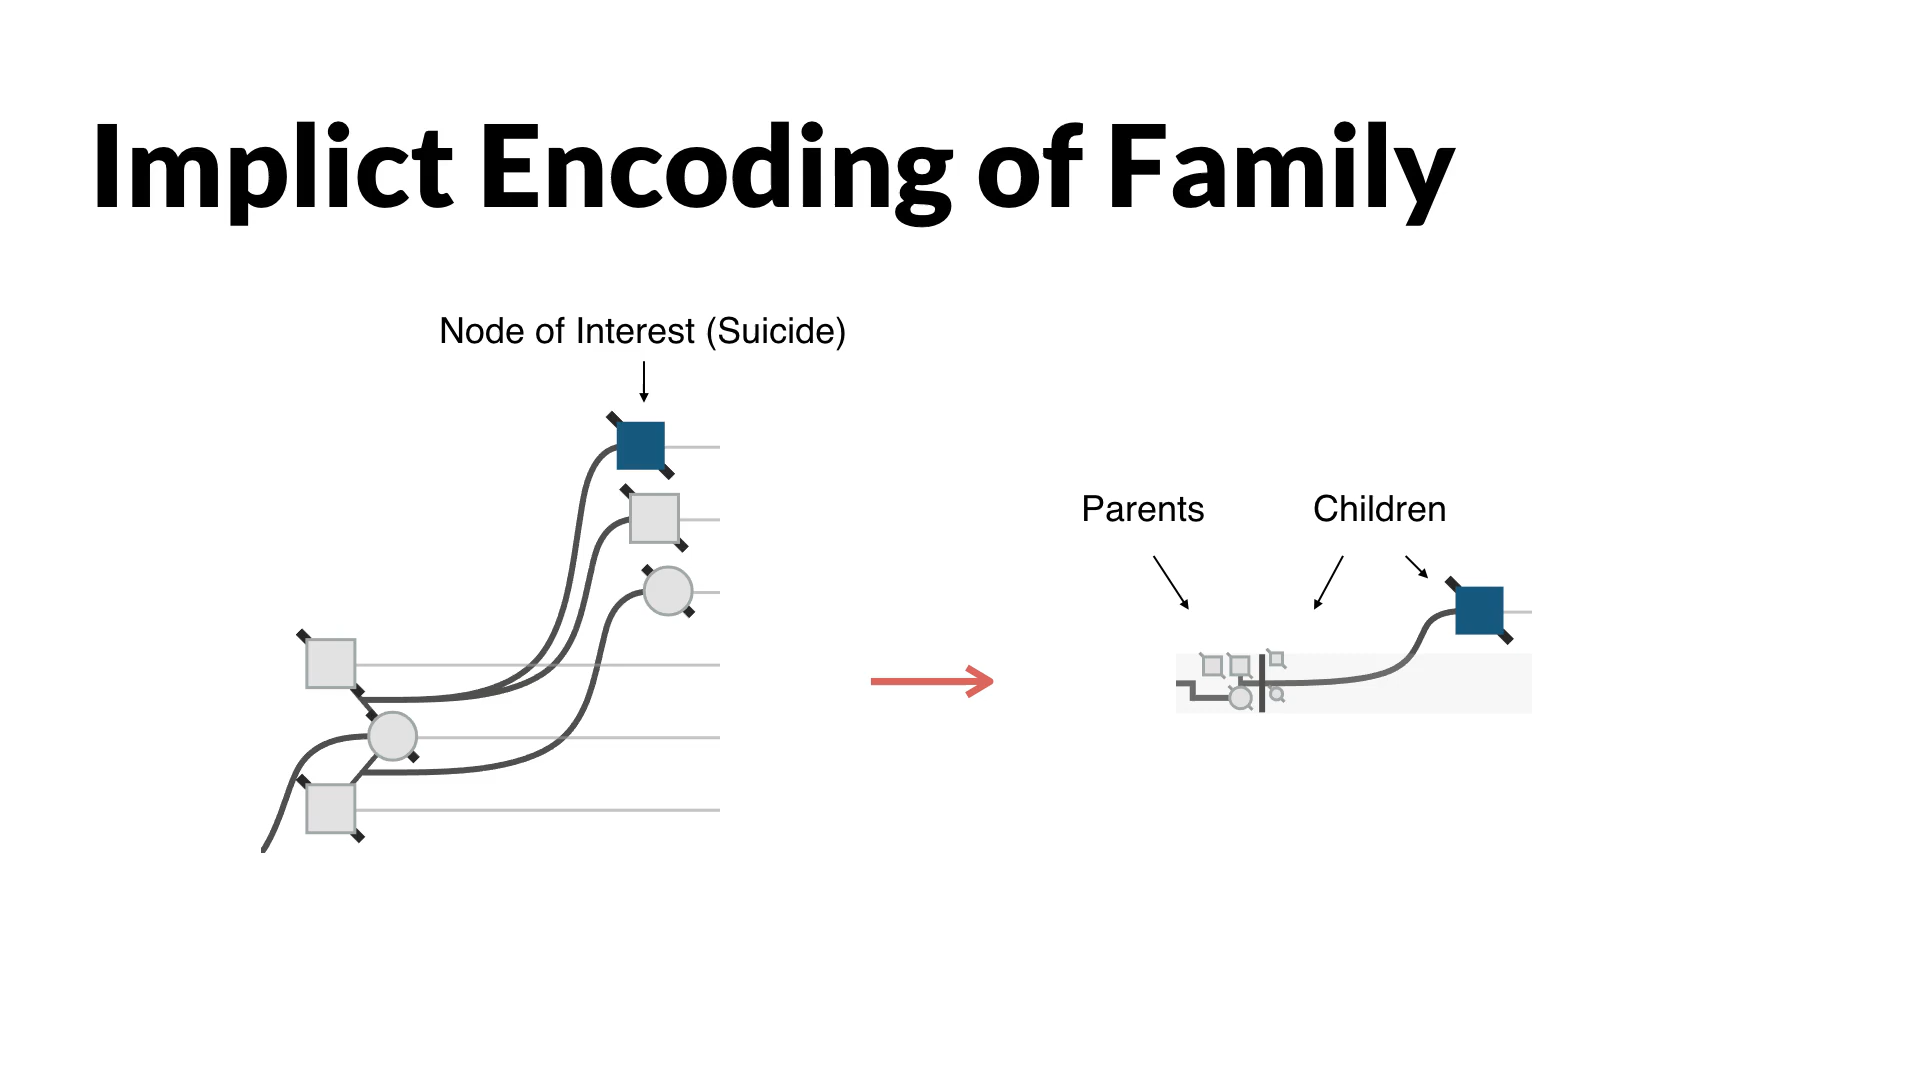 Implict Encoding of Family
Node of Interest (Suicide)
Parents
Children